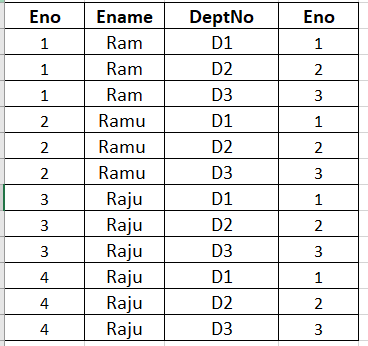 Eno Ename DeptNo Eno
1 Ram D1 1
1 Ram D2 2
1 Ram D3 3
2 Ramu D1 1
2 Ramu D2 2
2 Ramu D3 3
3 Raju D1 1
3 Raju D2 2
3 Raju D3 3
4 Raju D1 1
4 Raju D2 2
4 Raju D3 3